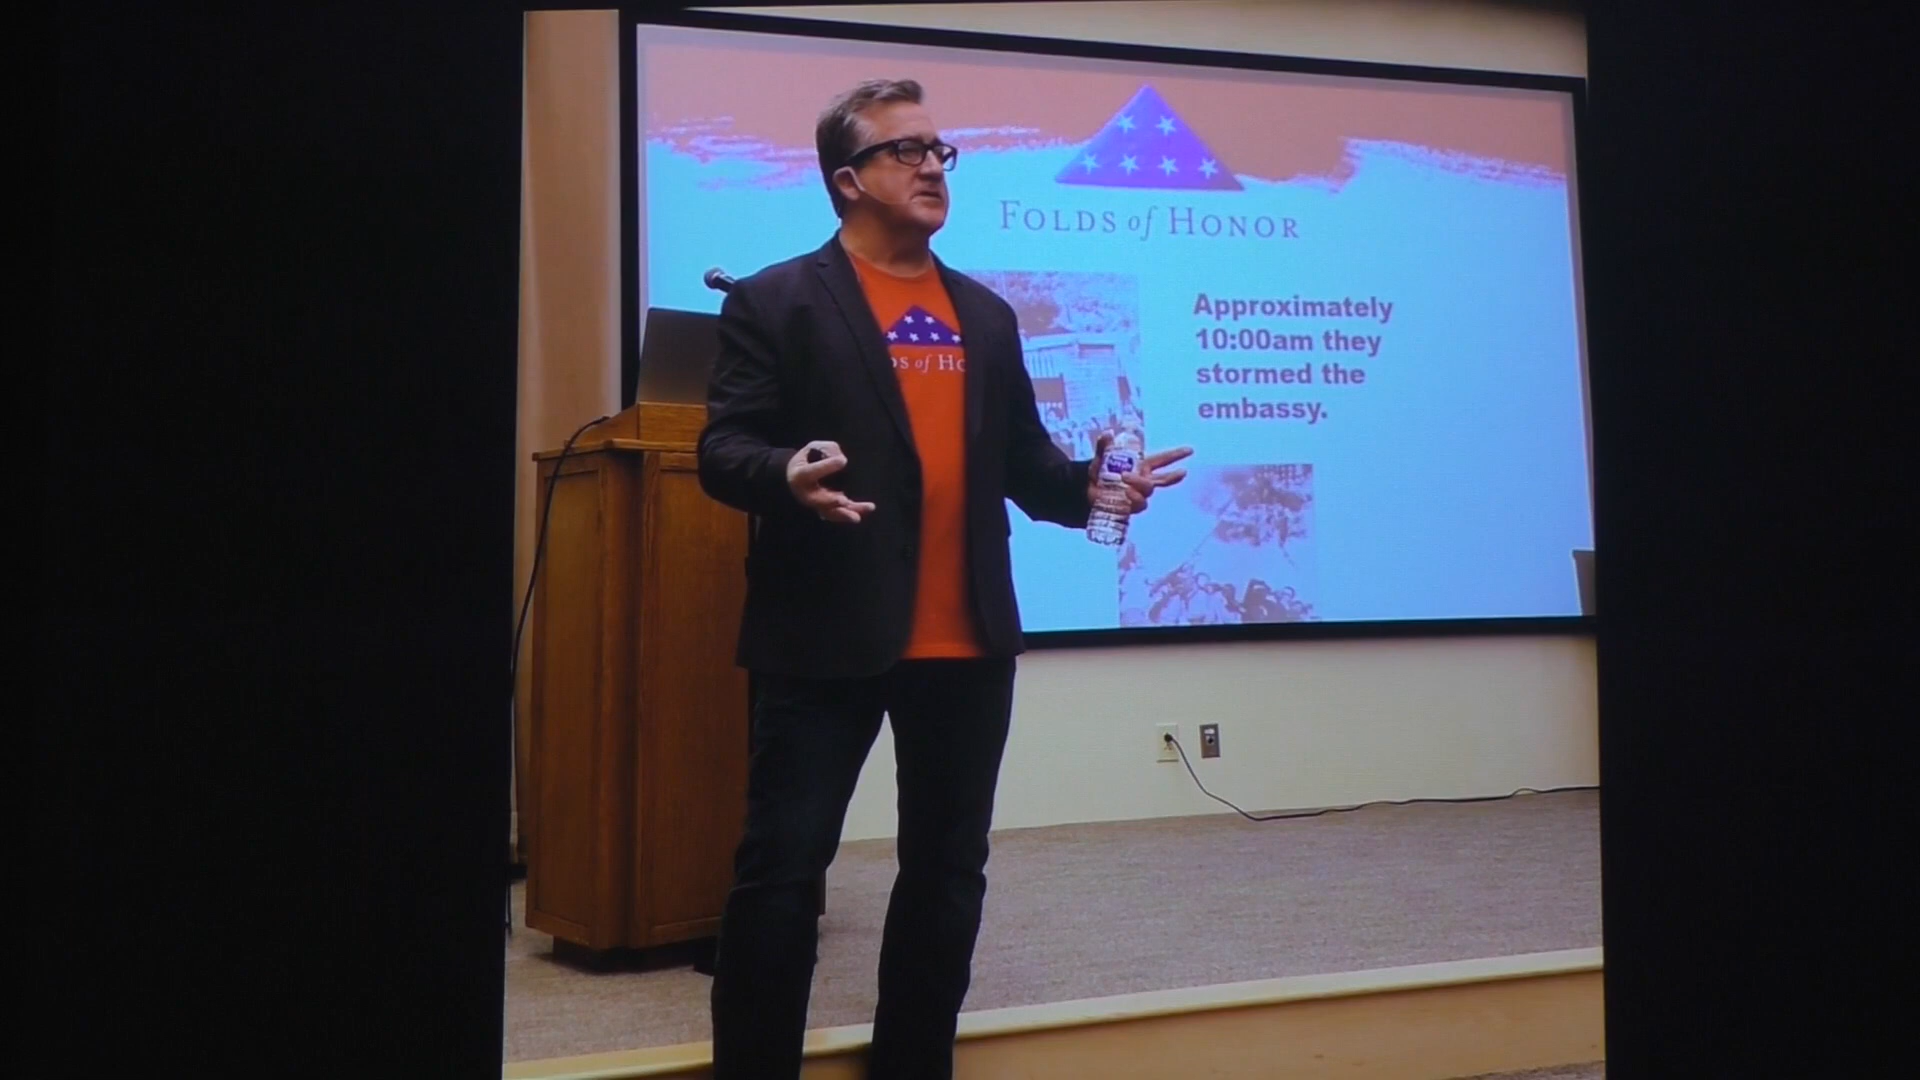 FOLDS of HONOR
Approximately
10:00am they
stormed the
embassy.
DS of HO